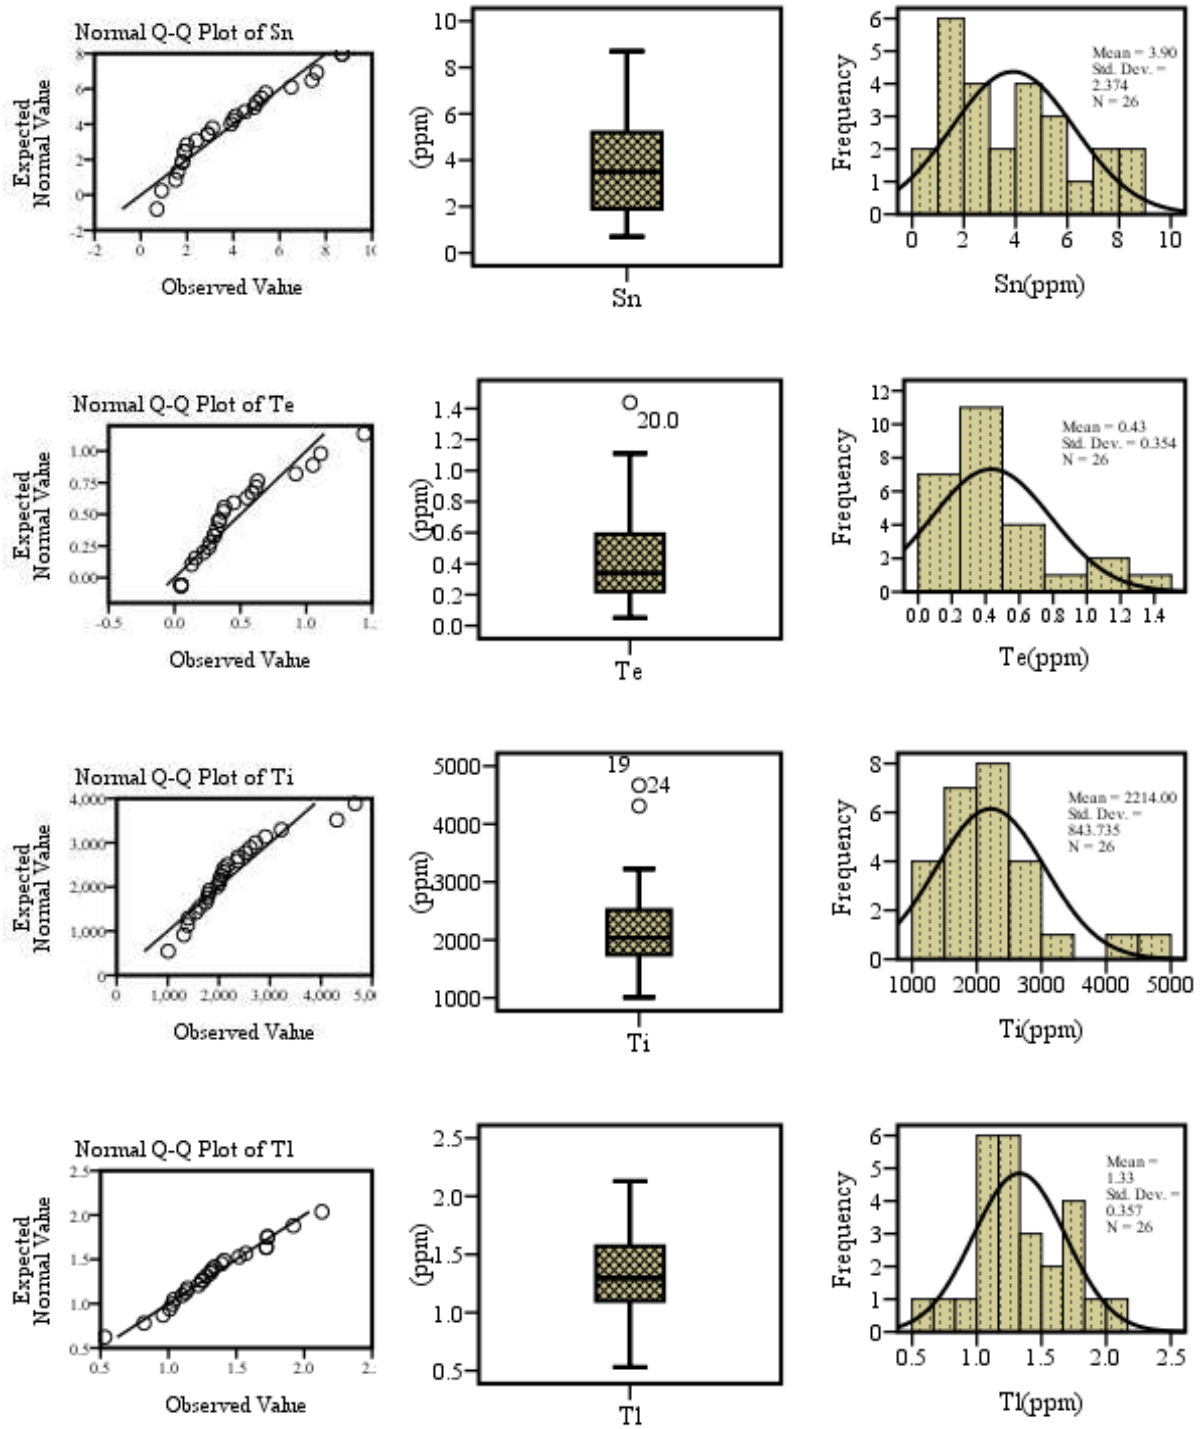 Normal Q-Q Plot of Sn
Expected
Normal Value
8
6
4
2
0
-2
-2
0
2
4
6
8
10
Observed Value
(ppm)
10
8
6
4
2
0
Sn
Frequency
6
5
4
3
2
1
0
Mean = 3.90
Std. Dev. =
2.374
N = 26
0
2
4
6
8
10
Sn(ppm)
Normal Q-Q Plot of Te
Expected
Normal Value
1.00
0.75
0.50
0.25
0.00
-0.5
0.0
0.5
1.0
1.
Observed Value
(ppm)
1.4
1.2
1.0
0.8
0.6
0.4
0.2
0.0
20.0
Te
Frequency
12
10
8
6
4
2
0
Mean = 0.43
Std. Dev. = 0.354
N = 26
0.0 0.2 0.4 0.6 0.8 1.0 1.2 1.4
Te(ppm)
Normal Q-Q Plot of Ti
Expected
Normal Value
4,000
3,000
2,000
1,000
0
0
1,000
2,000
3,000
4,000
5,0
Observed Value
(ppm)
5000
4000
3000
2000
1000
19
24
Ti
Frequency
8
6
4
2
0
Mean = 2214.00
Std. Dev. =
843.735
N = 26
1000 2000 3000 4000 5000
Ti(ppm)
Normal Q-Q Plot of Tl
Expected
Normal Value
2.5
2.0
1.5
1.0
0.5
0.5
1.0
1.5
2.0
2.
Observed Value
(ppm)
2.5
2.0
1.5
1.0
0.5
Tl
Frequency
6
5
4
3
2
1
0
Mean =
1.33
Std. Dev. =
0.357
N = 26
0.5 1.0 1.5 2.0 2.5
Tl(ppm)